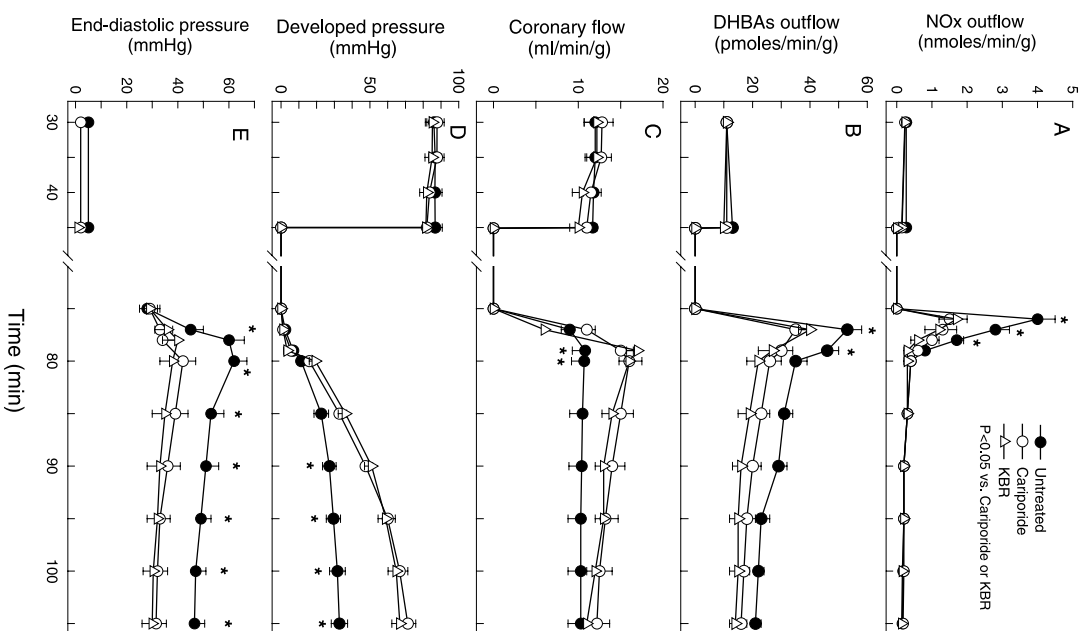 End-diastolic pressure
(mmHg)
0 20 40 60
E
Developed pressure
(mmHg)
0 50 100
D
Coronary flow
(ml/min/g)
0 10 20
C
DHBAs outflow
(pmoles/min/g)
0 20 40 60
B
NOx outflow
(nmoles/min/g)
0 1 2 3 4 5
A
Untreated
Cariporide
KBR
P<0.05 vs. Cariporide or KBR
* * *
* *
* *
* * * *
* * * * * * *
30 40 80 90 100
Time (min)